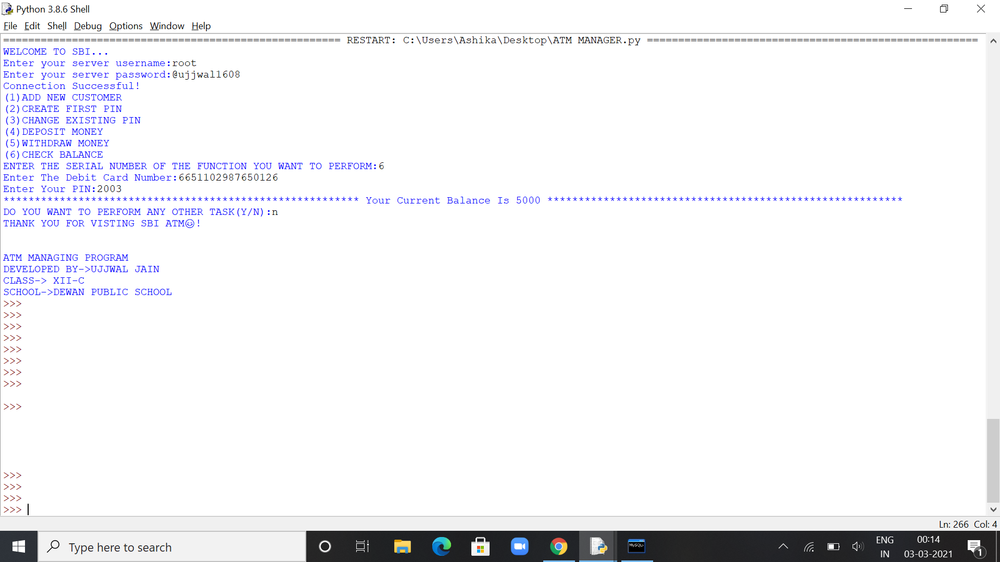 Python 3.8.6 Shell
File Edit Shell Debug Options Window Help
====================================================== RESTART: C:\Users\Ashika\Desktop\ATM MANAGER.py =====================================================
WELCOME TO SBI...
Enter your server username:root
Enter your server password:@ujjwal1608
Connection Successful!
(1)ADD NEW CUSTOMER
(2)CREATE FIRST PIN
(3)CHANGE EXISTING PIN
(4)DEPOSIT MONEY
(5)WITHDRAW MONEY
(6)CHECK BALANCE
ENTER THE SERIAL NUMBER OF THE FUNCTION YOU WANT TO PERFORM:6
Enter The Debit Card Number:6651102987650126
Enter Your PIN:2003
********************************************************* Your Current Balance Is 5000 *********************************************************
DO YOU WANT TO PERFORM ANY OTHER TASK(Y/N):n
THANK YOU FOR VISTING SBI ATM😊!
ATM MANAGING PROGRAM
DEVELOPED BY->UJJWAL JAIN
CLASS-> XII-C
SCHOOL->DEWAN PUBLIC SCHOOL
>>>
>>>
>>>
>>>
>>>
>>>
>>>
>>>
>>>
>>>
>>>
>>>
>>>
Ln: 266 Col: 4
Type here to search
MySQL>
ENG
IN
00:14
03-03-2021
1